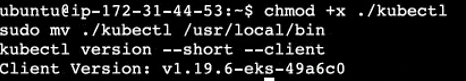 ubuntu@ip-172-31-44-53:~$ chmod +x ./kubectl
sudo mv ./kubectl /usr/local/bin
kubectl version --short --client
Client Version: v1.19.6-eks-49a6c0